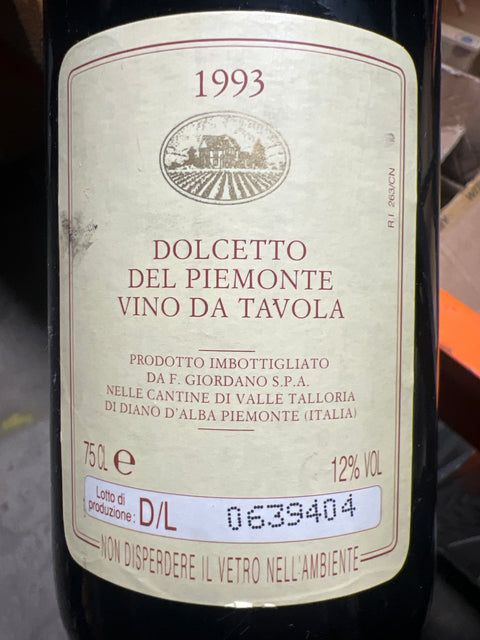 1993
R.I. 263/CN
DOLCETTO
DEL PIEMONTE
VINO DA TAVOLA
PRODOTTO IMBOTTIGLIATO
DA F. GIORDANO S.P.A.
NELLE CANTINE DI VALLE TALLORIA
DI DIANO D'ALBA PIEMONTE (ITALIA)
75 CL e
12% VOL
Lotto di
produzione: D/L 0639404
NON DISPERDERE IL VETRO NELL'AMBIENTE